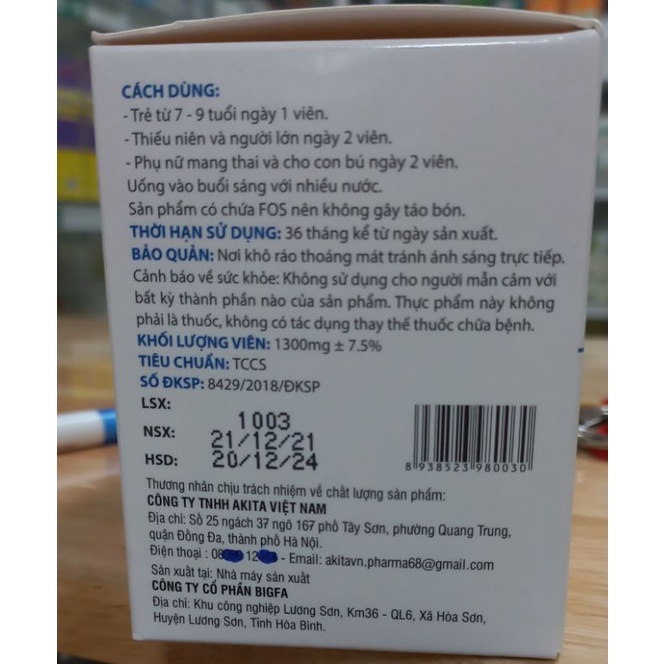 CÁCH DÙNG:
- Trẻ từ 7 - 9 tuổi ngày 1 viên.
- Thiếu niên và người lớn ngày 2 viên.
- Phụ nữ mang thai và cho con bú ngày 2 viên.
Uống vào buổi sáng với nhiều nước.
Sản phẩm có chứa FOS nên không gây táo bón.
THỜI HẠN SỬ DỤNG: 36 tháng kể từ ngày sản xuất.
BẢO QUẢN: Nơi khô ráo thoáng mát tránh ánh sáng trực tiếp.
Cảnh báo về sức khỏe: Không sử dụng cho người mẫn cảm với
bất kỳ thành phần nào của sản phẩm. Thực phẩm này không
phải là thuốc, không có tác dụng thay thế thuốc chữa bệnh.
KHỐI LƯỢNG VIÊN: 1300mg ± 7.5%
TIÊU CHUẨN: TCCS
SỐ ĐKSP: 8429/2018/ĐKSP
LSX: 1003
NSX: 21/12/21
HSD: 20/12/24
8 938523 980030
Thương nhân chịu trách nhiệm về chất lượng sản phẩm:
CÔNG TY TNHH AKITA VIỆT NAM
Địa chỉ: Số 25 ngách 37 ngõ 167 phố Tây Sơn, phường Quang Trung,
quận Đống Đa, thành phố Hà Nội.
Điện thoại : 08 12 - Email: akitavn.pharma68@gmail.com
Sản xuất tại: Nhà máy sản xuất
CÔNG TY CỔ PHẦN BIGFA
Địa chỉ: Khu công nghiệp Lương Sơn, Km36 - QL6, Xã Hòa Sơn,
Huyện Lương Sơn, Tỉnh Hòa Bình.